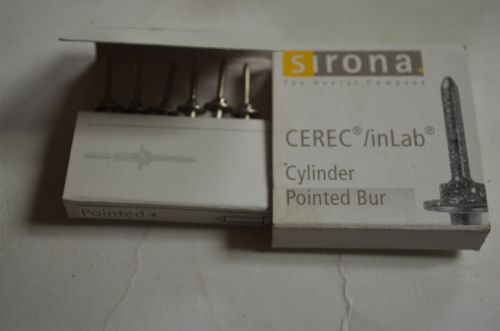 sirona.
The Dental Company
CEREC®/inLab®
Cylinder
Pointed Bur
Pointed